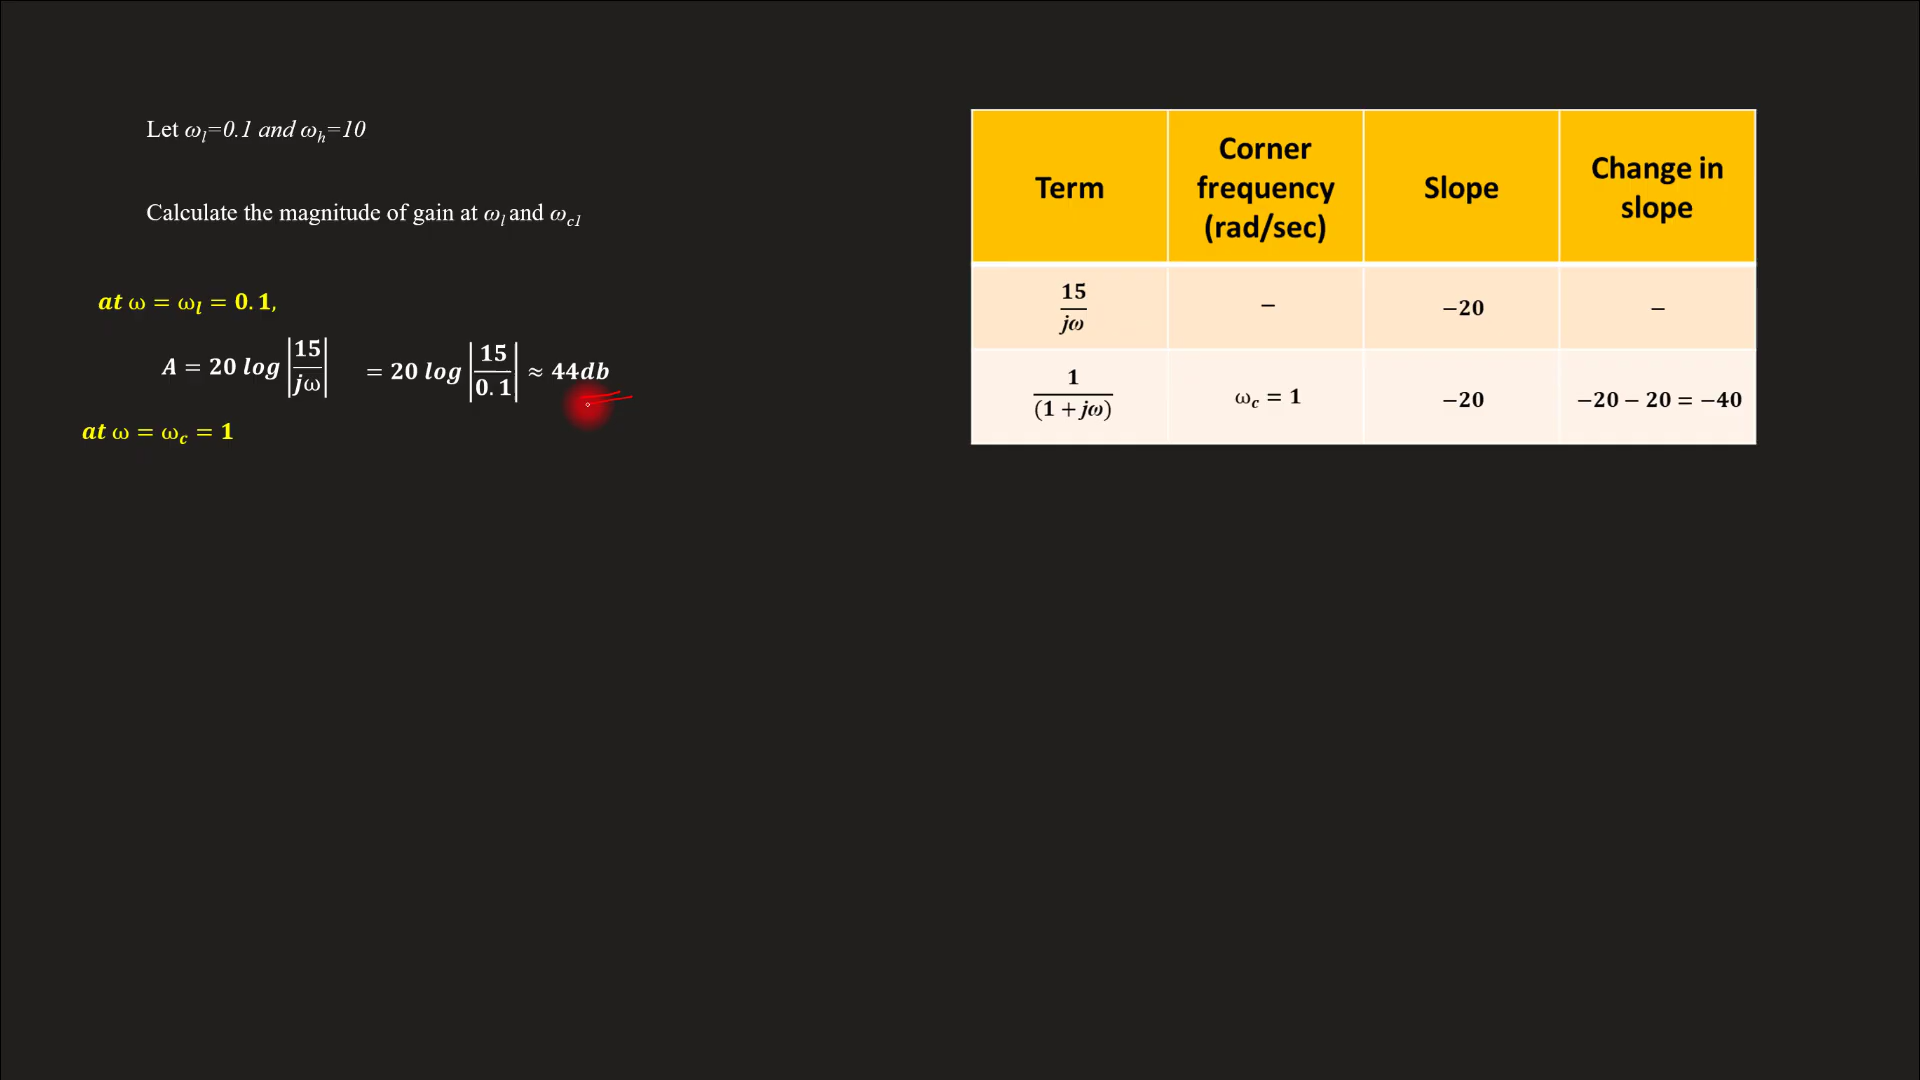 Let ω_l=0.1 and ω_h=10
Calculate the magnitude of gain at ω_l and ω_c1
at ω = ω_l = 0.1,
A = 20 log |15/jω| = 20 log |15/0.1| ≈ 44db
at ω = ω_c = 1
Term
Corner frequency (rad/sec)
Slope
Change in slope
15/jω
–
−20
–
1/(1 + jω)
ω_c = 1
−20
−20 − 20 = −40